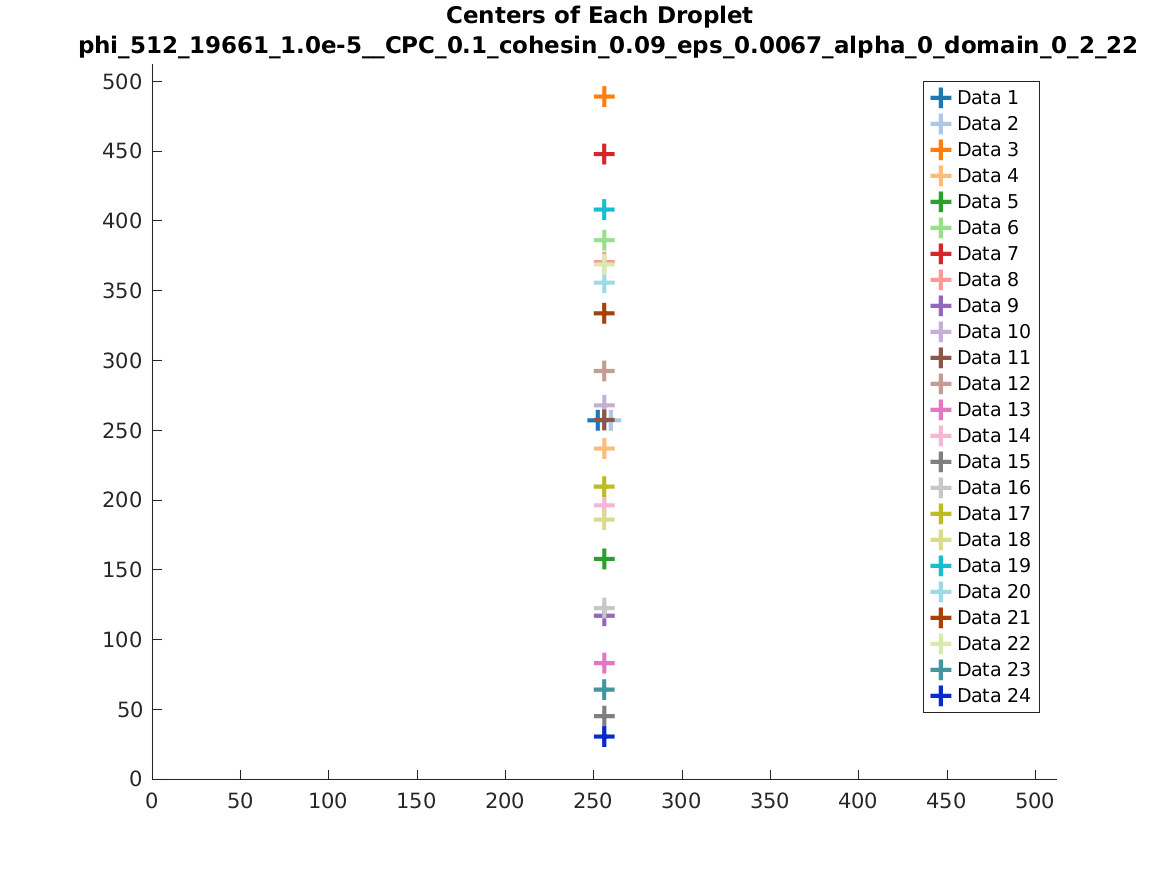 Centers of Each Droplet
phi_512_19661_1.0e-5__CPC_0.1_cohesin_0.09_eps_0.0067_alpha_0_domain_0_2_22
500
450
400
350
300
250
200
150
100
50
0
0 50 100 150 200 250 300 350 400 450 500
Data 1
Data 2
Data 3
Data 4
Data 5
Data 6
Data 7
Data 8
Data 9
Data 10
Data 11
Data 12
Data 13
Data 14
Data 15
Data 16
Data 17
Data 18
Data 19
Data 20
Data 21
Data 22
Data 23
Data 24